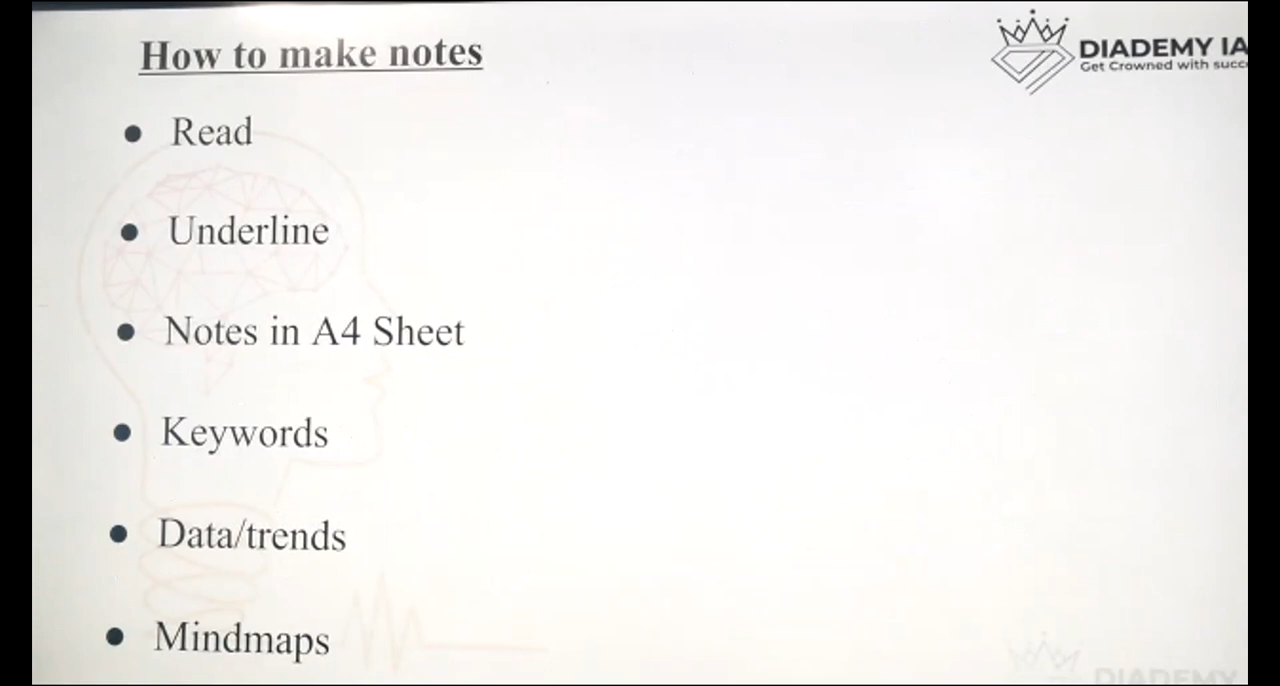 How to make notes
DIADEMY IA
Get Crowned with succ
• Read
• Underline
• Notes in A4 Sheet
• Keywords
• Data/trends
• Mindmaps
DIADEMY